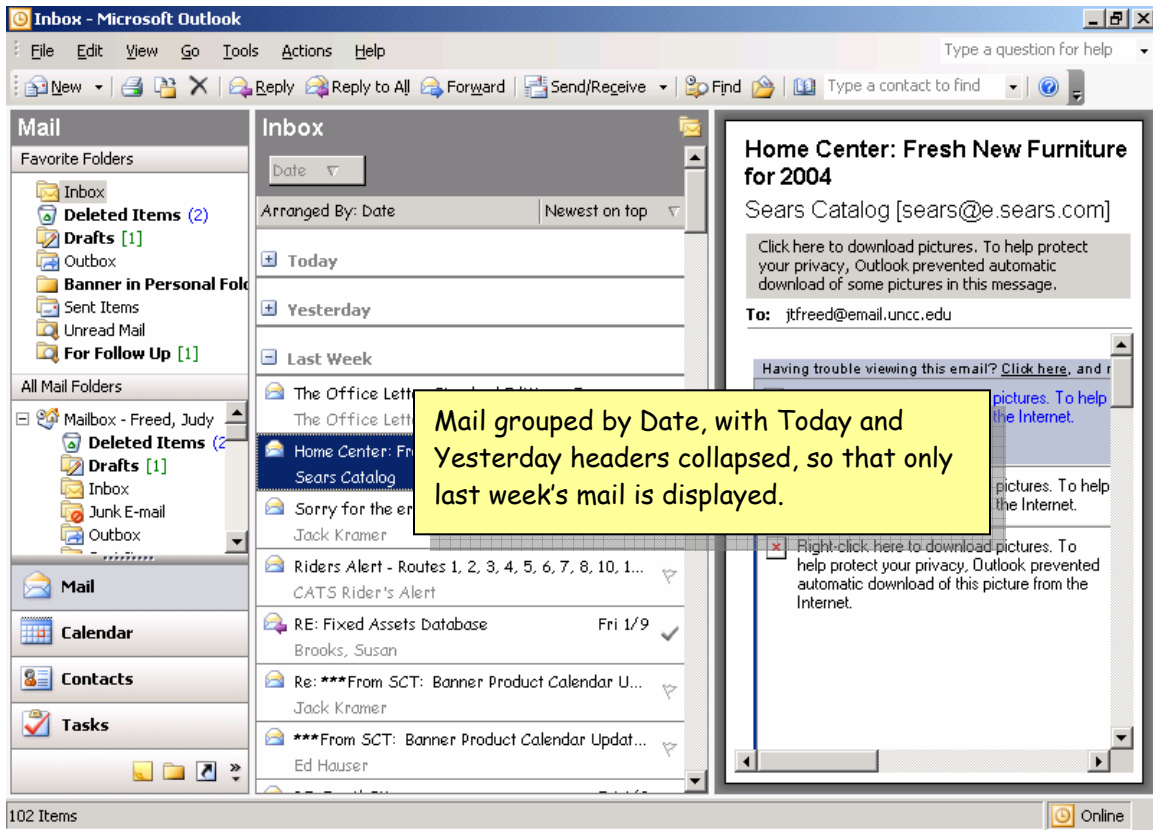 Inbox - Microsoft Outlook
File Edit View Go Tools Actions Help Type a question for help
New Reply Reply to All Forward Send/Receive Find Type a contact to find
Mail
Favorite Folders
Inbox
Deleted Items (2)
Drafts [1]
Outbox
Banner in Personal Fold
Sent Items
Unread Mail
For Follow Up [1]
All Mail Folders
Mailbox - Freed, Judy
Deleted Items (2
Drafts [1]
Inbox
Junk E-mail
Outbox
Mail
Calendar
Contacts
Tasks
102 Items
Inbox
Date
Arranged By: Date Newest on top
Today
Yesterday
Last Week
The Office Lette
The Office Lett
Home Center: Fr
Sears Catalog
Sorry for the er
Jack Kramer
Riders Alert - Routes 1, 2, 3, 4, 5, 6, 7, 8, 10, 1...
CATS Rider's Alert
RE: Fixed Assets Database Fri 1/9
Brooks, Susan
Re: ***From SCT: Banner Product Calendar U...
Jack Kramer
***From SCT: Banner Product Calendar Updat...
Ed Hauser
Mail grouped by Date, with Today and
Yesterday headers collapsed, so that only
last week's mail is displayed.
Home Center: Fresh New Furniture
for 2004
Sears Catalog [sears@e.sears.com]
Click here to download pictures. To help protect
your privacy, Outlook prevented automatic
download of some pictures in this message.
To: jtfreed@email.uncc.edu
Having trouble viewing this email? Click here, and r
pictures. To help
the Internet.
pictures. To help
the Internet.
Right-click here to download pictures. To
help protect your privacy, Outlook prevented
automatic download of this picture from the
Internet.
Online